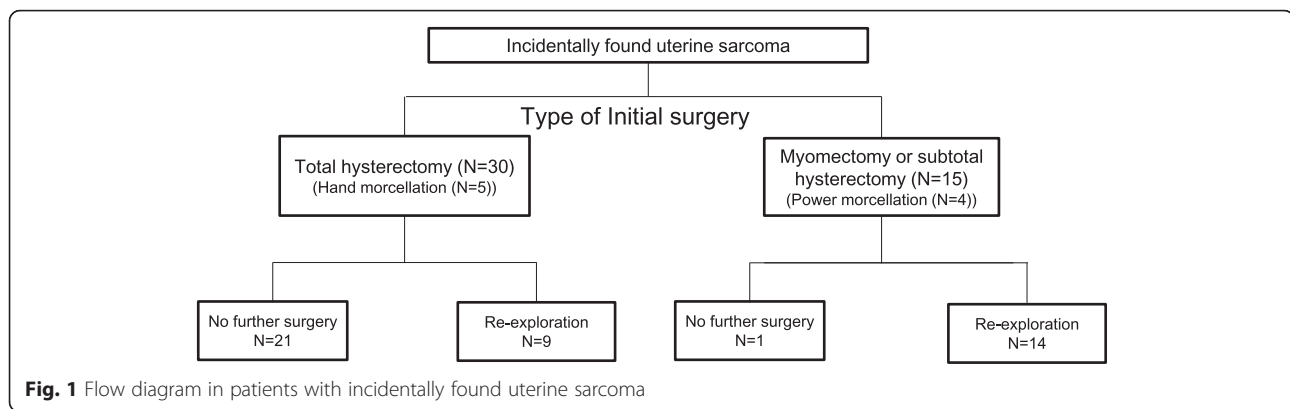 Incidentally found uterine sarcoma
Type of Initial surgery
Total hysterectomy (N=30)
(Hand morcellation (N=5))
Myomectomy or subtotal
hysterectomy (N=15)
(Power morcellation (N=4))
No further surgery
N=21
Re-exploration
N=9
No further surgery
N=1
Re-exploration
N=14
Fig. 1 Flow diagram in patients with incidentally found uterine sarcoma